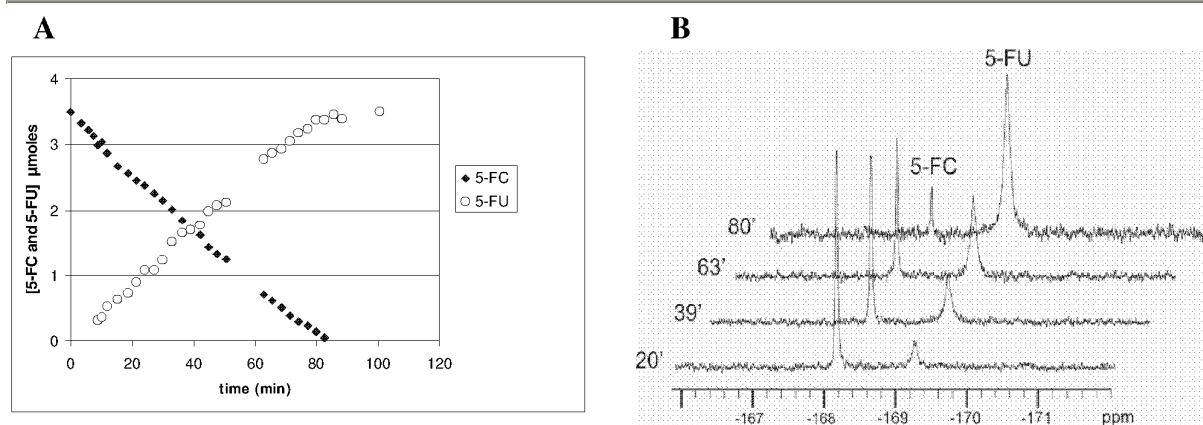 A
[5-FC and 5-FU] µmoles
4
3
2
1
0
0 20 40 60 80 100 120
time (min)
5-FC
5-FU
B
5-FU
5-FC
80'
63'
39'
20'
-167 -168 -169 -170 -171 ppm